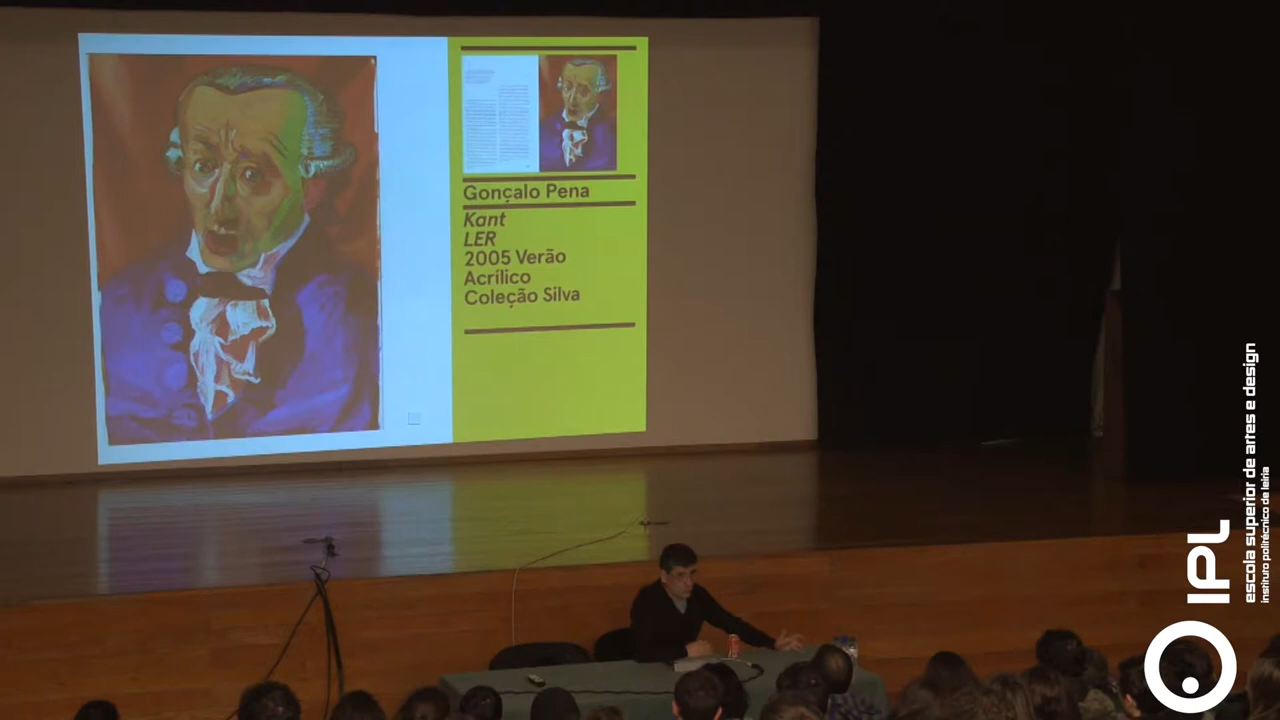 Gonçalo Pena
Kant
LER
2005 Verão
Acrílico
Coleção Silva
IPL
escola superior de artes e design
instituto politécnico de leiria